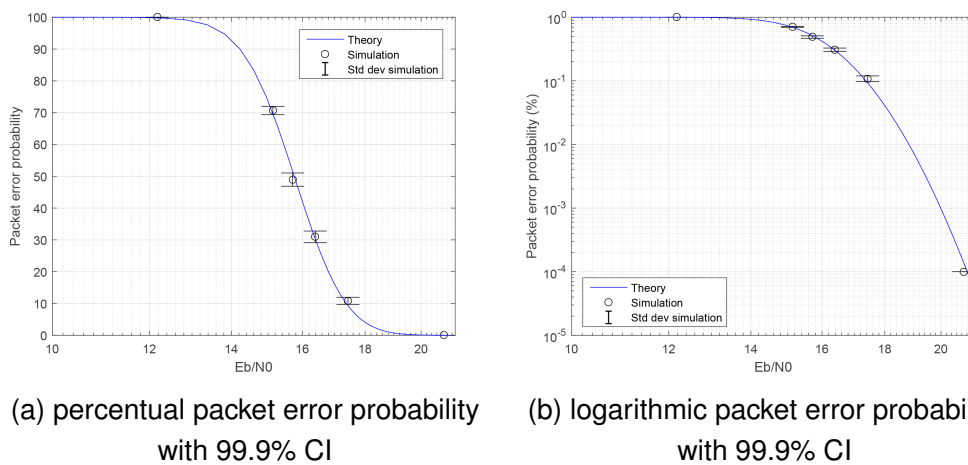 100
90
80
70
60
50
40
30
20
10
0
Packet error probability
Theory
Simulation
Std dev simulation
10 12 14 16 18 20
Eb/N0
(a) percentual packet error probability
with 99.9% CI
10^0
10^-1
10^-2
10^-3
10^-4
10^-5
Packet error probability (%)
Theory
Simulation
Std dev simulation
10 12 14 16 18 20
Eb/N0
(b) logarithmic packet error probabi
with 99.9% CI